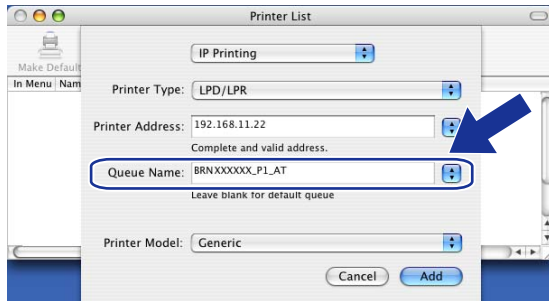 Printer List
IP Printing
Make Default
In Menu Nam
Printer Type: LPD/LPR
Printer Address: 192.168.11.22
Complete and valid address.
Queue Name: BRNXXXXXX_P1_AT
Leave blank for default queue
Printer Model: Generic
Cancel Add